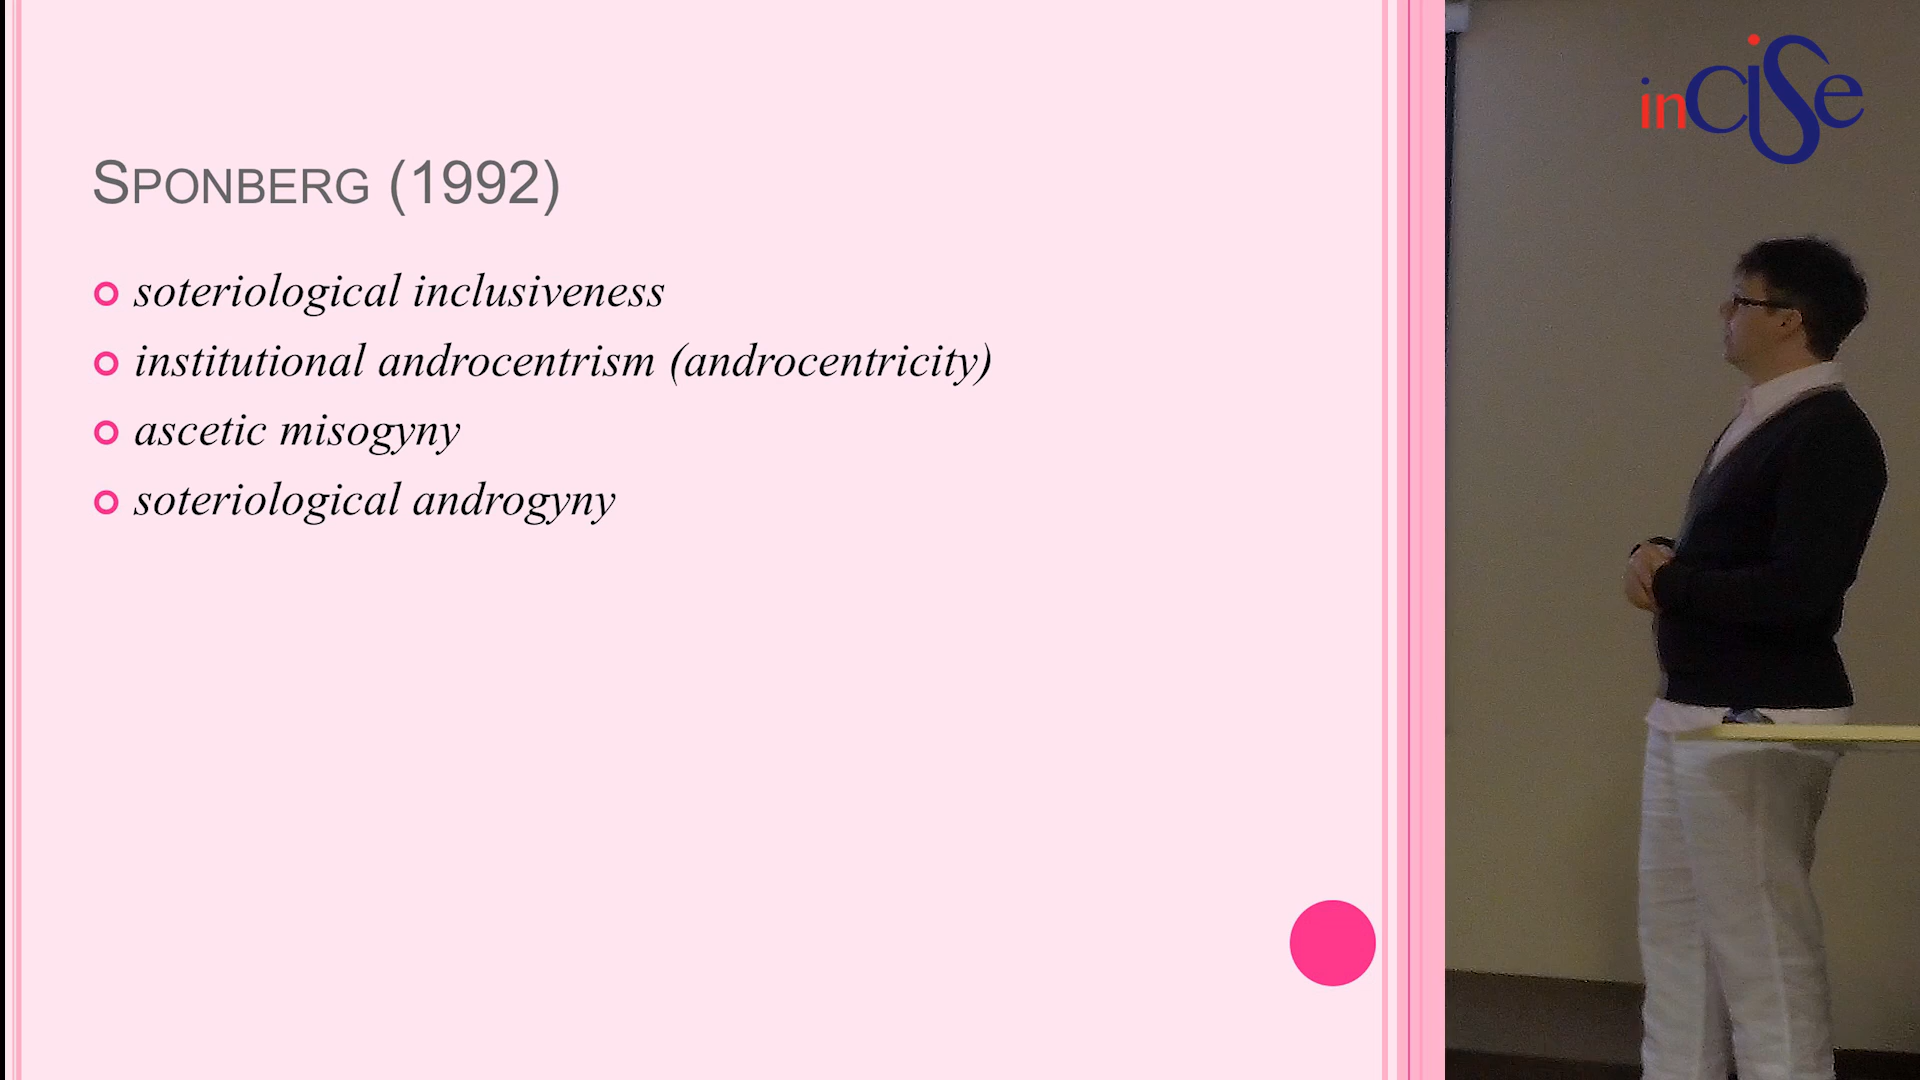 SPONBERG (1992)
soteriological inclusiveness
institutional androcentrism (androcentricity)
ascetic misogyny
soteriological androgyny
inCiSe